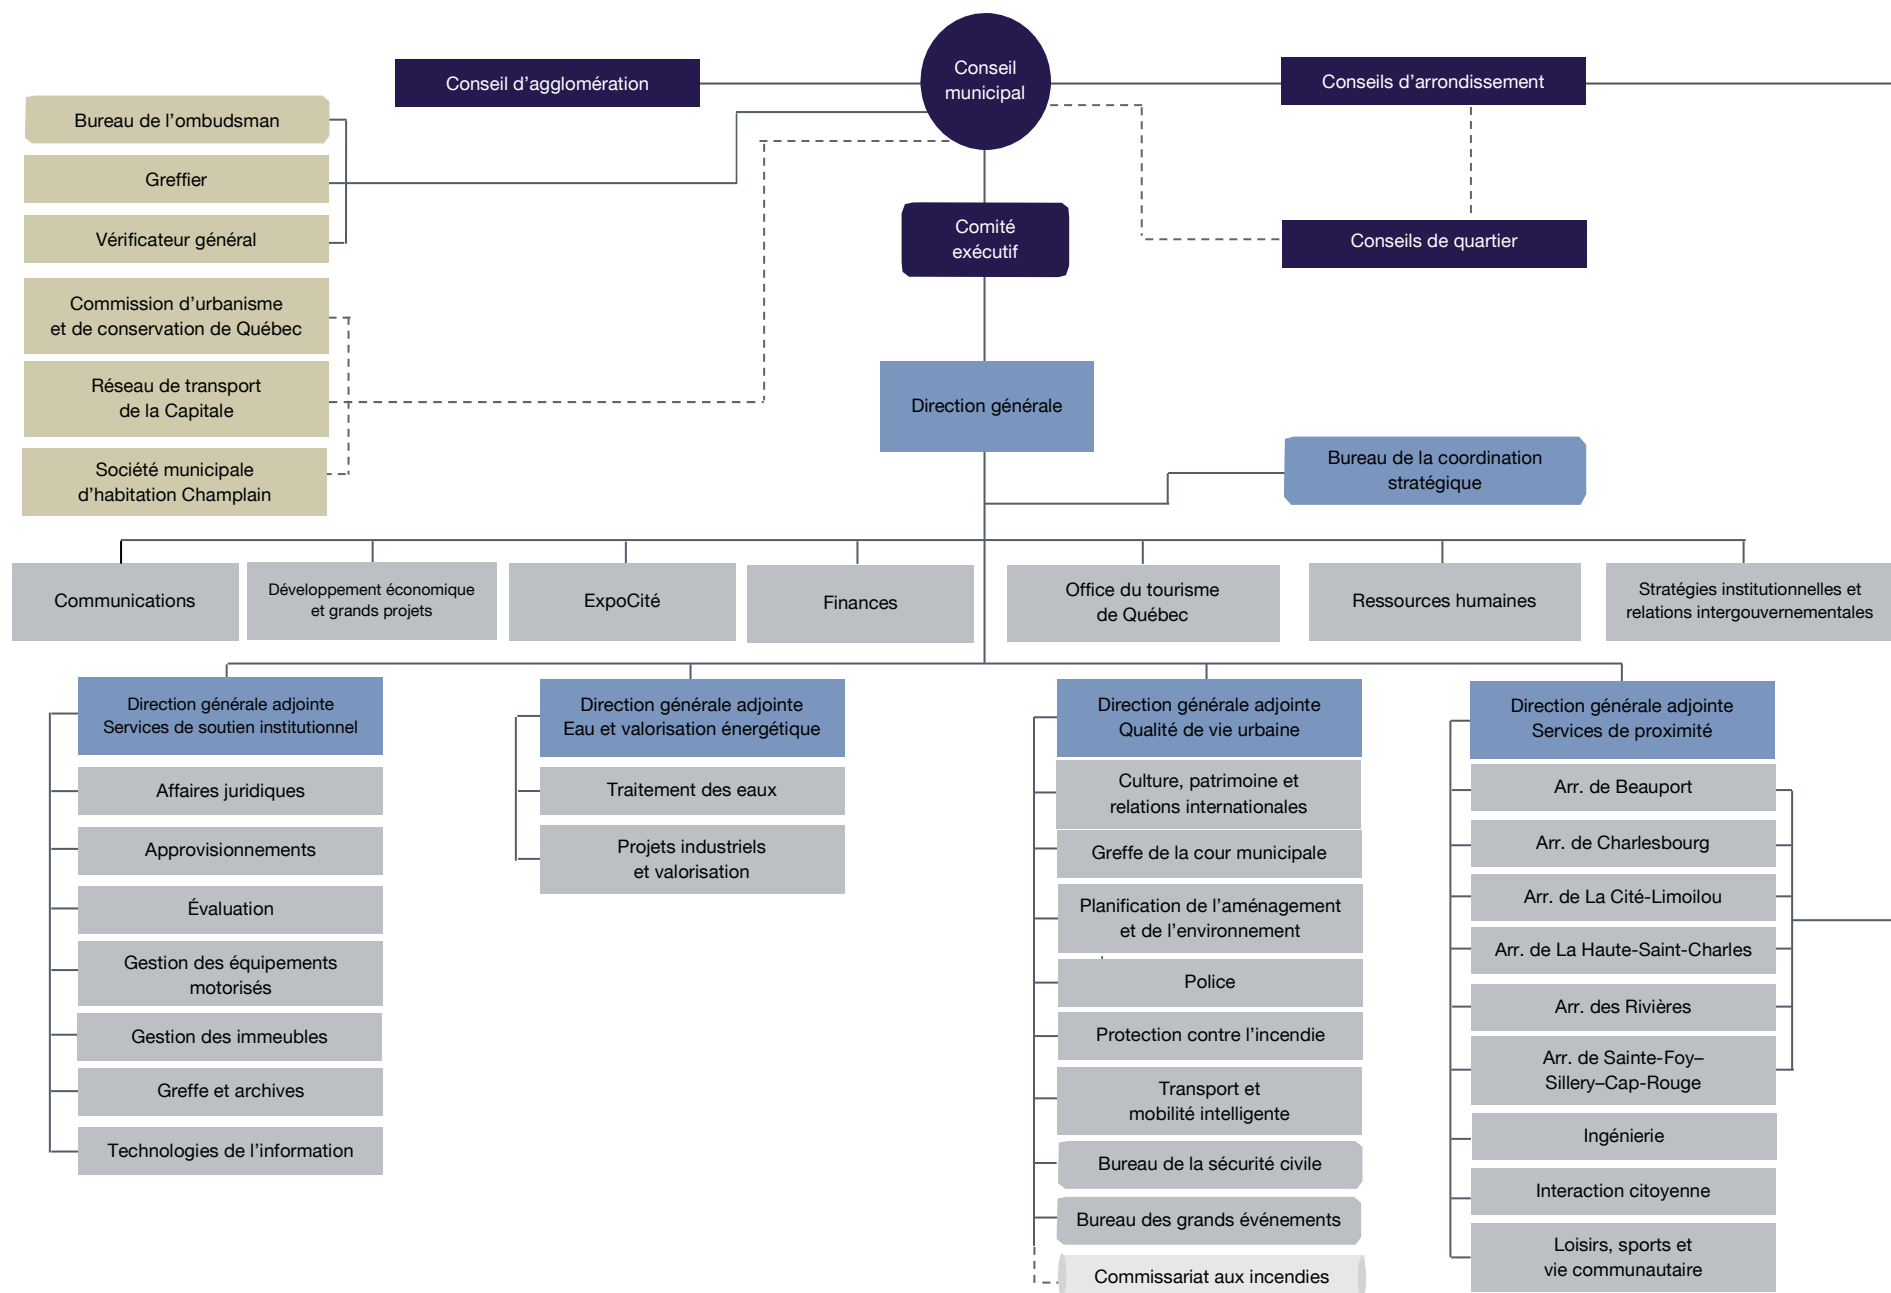 Conseil
municipal
Conseil d’agglomération
Conseils d’arrondissement
Bureau de l’ombudsman
Greffier
Vérificateur général
Comité
exécutif
Conseils de quartier
Commission d’urbanisme
et de conservation de Québec
Réseau de transport
de la Capitale
Société municipale
d’habitation Champlain
Direction générale
Bureau de la coordination
stratégique
Communications
Développement économique
et grands projets
ExpoCité
Finances
Office du tourisme
de Québec
Ressources humaines
Stratégies institutionnelles et
relations intergouvernementales
Direction générale adjointe
Services de soutien institutionnel
Affaires juridiques
Approvisionnements
Évaluation
Gestion des équipements
motorisés
Gestion des immeubles
Greffe et archives
Technologies de l’information
Direction générale adjointe
Eau et valorisation énergétique
Traitement des eaux
Projets industriels
et valorisation
Direction générale adjointe
Qualité de vie urbaine
Culture, patrimoine et
relations internationales
Greffe de la cour municipale
Planification de l’aménagement
et de l’environnement
Police
Protection contre l’incendie
Transport et
mobilité intelligente
Bureau de la sécurité civile
Bureau des grands événements
Commissariat aux incendies
Direction générale adjointe
Services de proximité
Arr. de Beauport
Arr. de Charlesbourg
Arr. de La Cité-Limoilou
Arr. de La Haute-Saint-Charles
Arr. des Rivières
Arr. de Sainte-Foy–
Sillery–Cap-Rouge
Ingénierie
Interaction citoyenne
Loisirs, sports et
vie communautaire